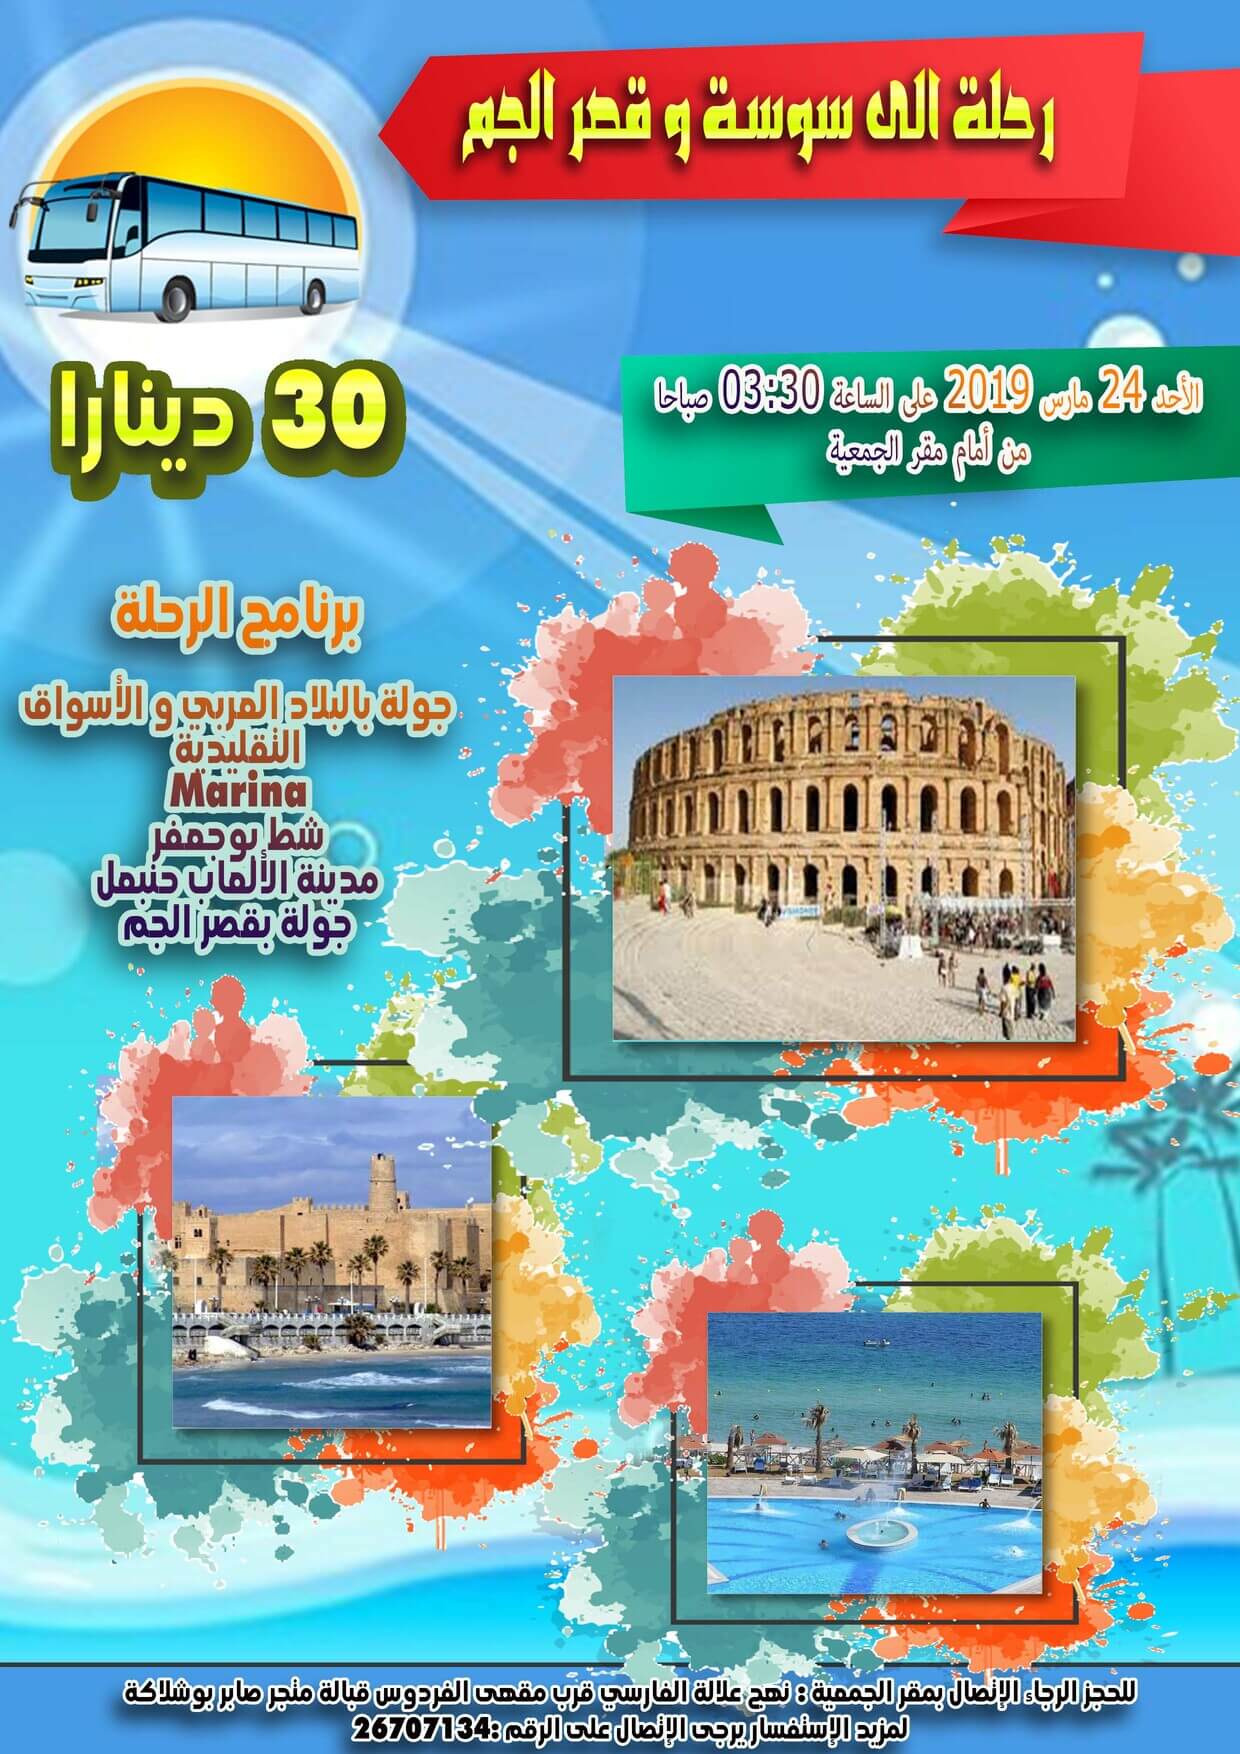 رحلة الى سوسة و قصر الجم
الأحد 24 مارس 2019 على الساعة 03:30 صباحا
من أمام مقر الجمعية
30 دينارا
برنامج الرحلة
جولة بالبلاد العربي و الأسواق
التقليدية
Marina
شط بوجعفر
مدينة الألعاب حنبعل
جولة بقصر الجم
للحجز الرجاء الإتصال بمقر الجمعية : نهج علالة الفارسي قرب مقهى الفردوس قبالة متجر صابر بوشلاكة
لمزيد الإستفسار يرجى الإتصال على الرقم :26707134